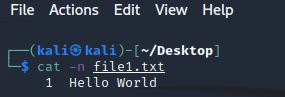 File Actions Edit View Help
┌──(kali㉿kali)-[~/Desktop]
└─$ cat -n file1.txt
1 Hello World